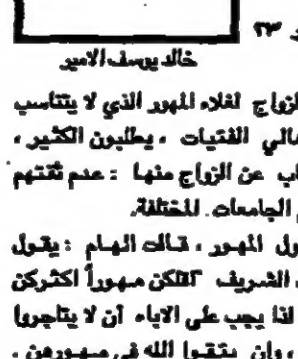 ٢٣
خالد يوسف الامير
الزواج لغلاء المهور الذي لا يتناسب
الي الفتيات ، يطلبون الكثير ،
اب عن الزواج منها : عدم ثقتهم
الجامعات المختلفة.
ول المهور ، قالت الهام : يقول
الشريف "اقلكن مهوراً اكثركن
لذا يجب على الاباء أن لا يتاجروا
، وان يتقوا الله في مهورهن .